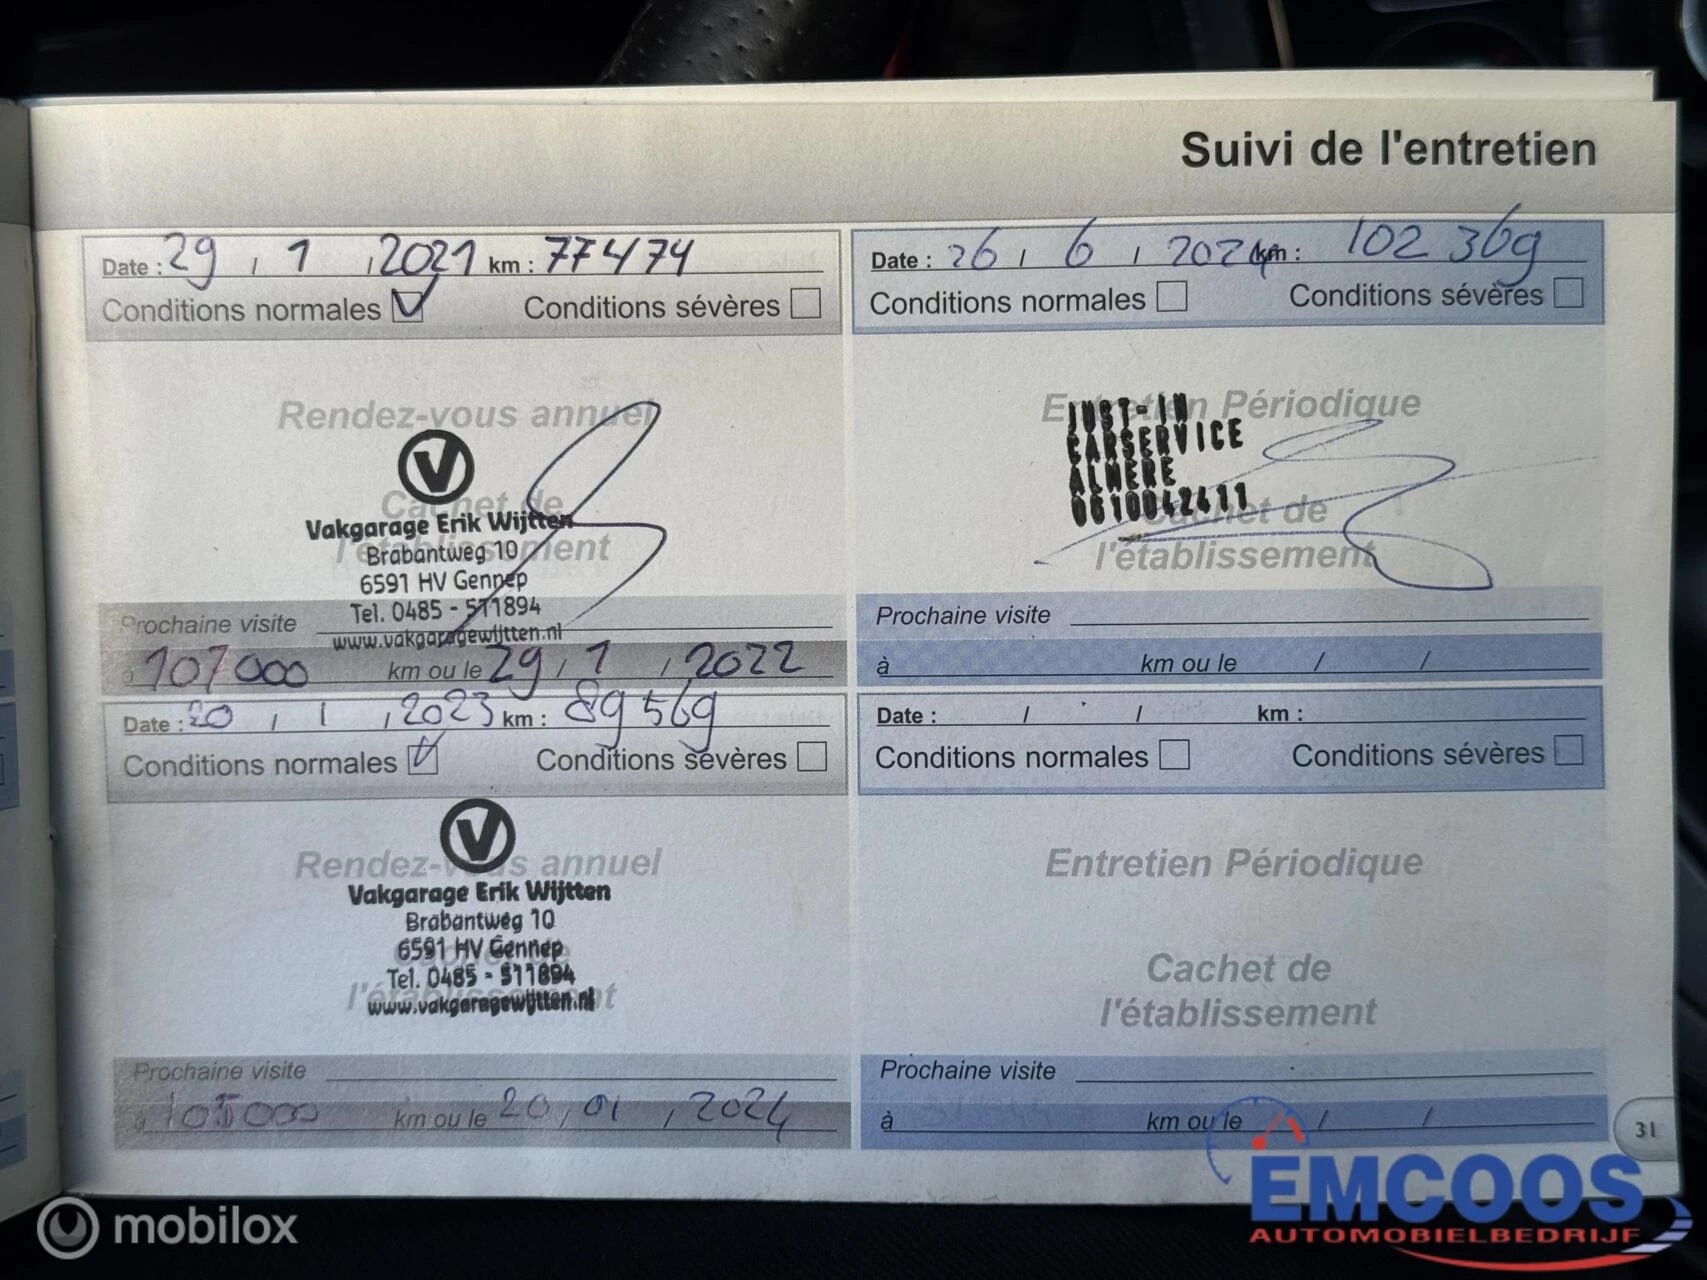 Suivi de l'entretien
Date : 29 / 1 / 2021 km : 77474
Conditions normales Conditions sévères
Rendez-vous annuel
Cachet de
l'établissement
Vakgarage Erik Wijtten
Brabantweg 10
6591 HV Gennep
Tel. 0485 - 511894
www.vakgaragewijtten.nl
Prochaine visite
à 107000 km ou le 29 / 1 / 2022
Date : 20 / 1 / 2023 km : 89569
Conditions normales Conditions sévères
Rendez-vous annuel
Vakgarage Erik Wijtten
Brabantweg 10
6591 HV Gennep
Tel. 0485 - 511894
www.vakgaragewijtten.nl
Prochaine visite
à 105000 km ou le 20 / 01 / 2024
Date : 26 / 6 / 2024 km : 102369
Conditions normales Conditions sévères
Entretien Périodique
JUST-IN
CARSERVICE
ALMERE
0610042411
Cachet de
l'établissement
Prochaine visite
à km ou le / /
Date : / / km :
Conditions normales Conditions sévères
Entretien Périodique
Cachet de
l'établissement
Prochaine visite
à km ou le / /
31
mobilox
EMCOOS
AUTOMOBIELBEDRIJF